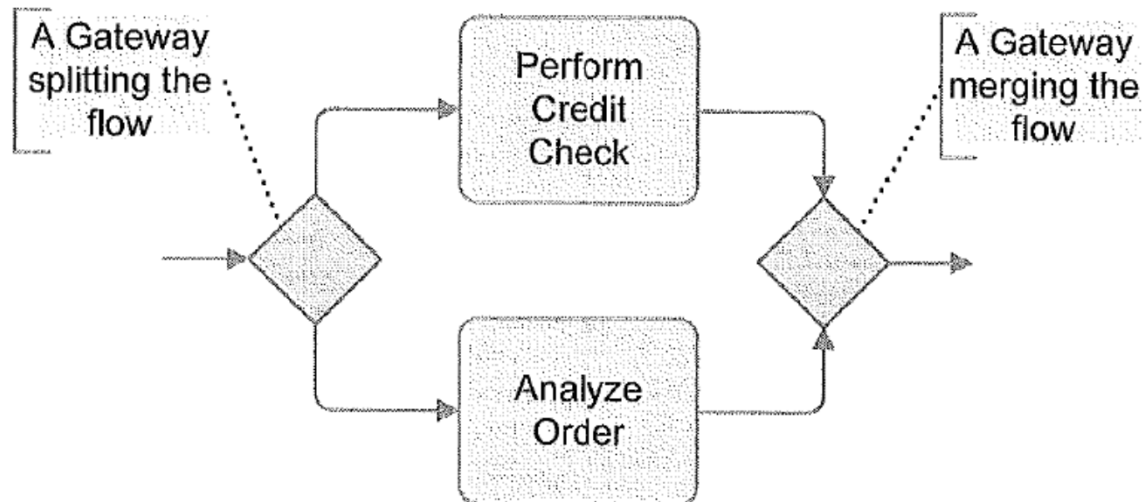 A Gateway
splitting the
flow
Perform
Credit
Check
A Gateway
merging the
flow
Analyze
Order